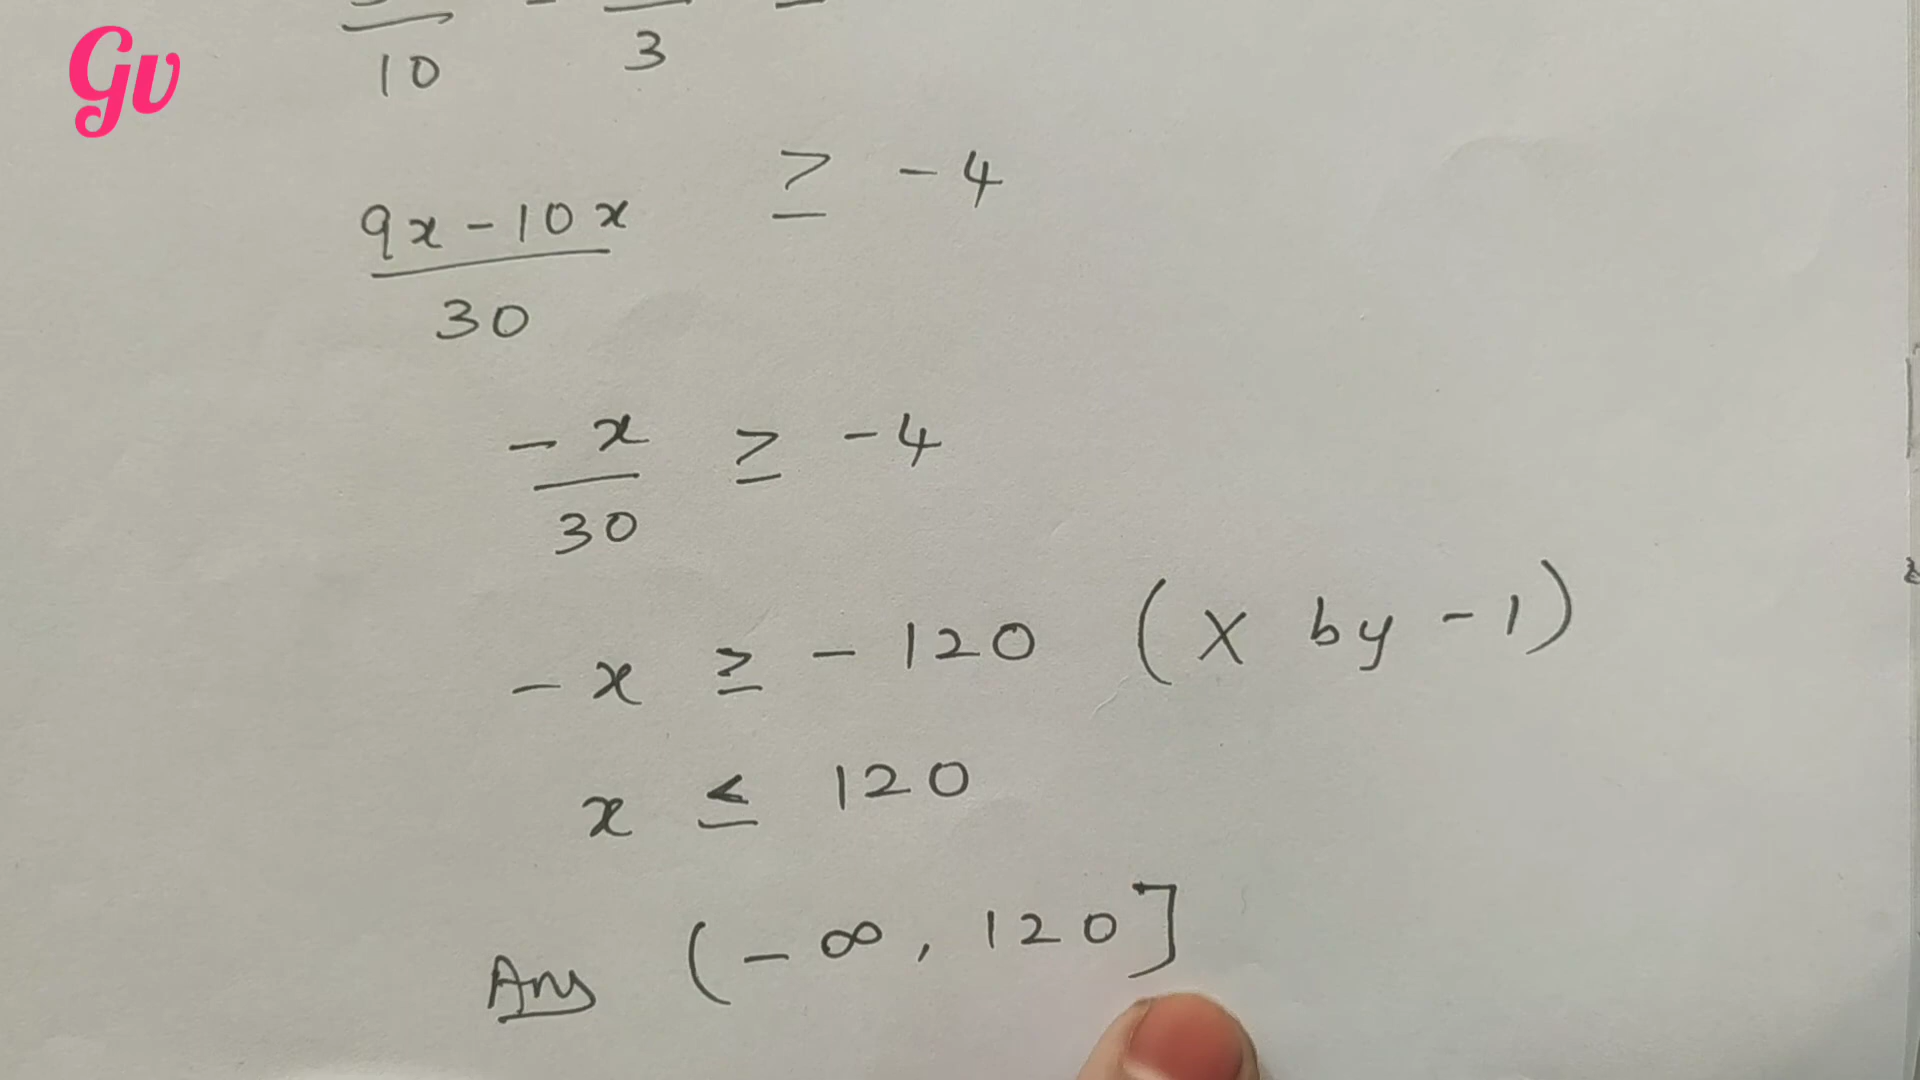 Gv
10 - 3
9x - 10x / 30 ≥ -4
-x / 30 ≥ -4
-x ≥ -120 (X by -1)
x ≤ 120
Ans (-∞, 120]